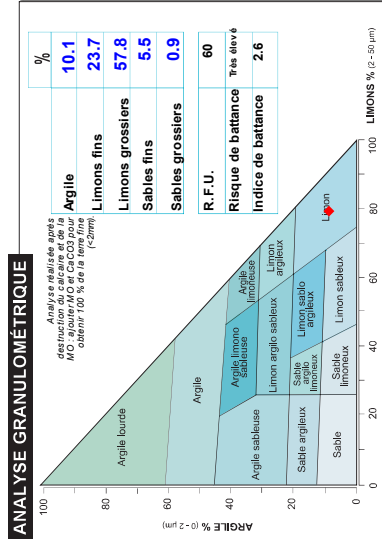 ANALYSE GRANULOMÉTRIQUE
Analyse réalisée après
destruction du calcaire et de la
MO : ajouter MO et CaCO3 pour
obtenir 100 % de la terre fine
(<2mm).
%
Argile 10.1
Limons fins 23.7
Limons grossiers 57.8
Sables fins 5.5
Sables grossiers 0.9
R.F.U. 60
Risque de battance Très élevé
Indice de battance 2.6
ARGILE % (0 - 2 µm)
100
80
60
40
20
0
Argile lourde
Argile
Argile sableuse
Argile limono
sableuse
Argile
limoneuse
Limon argilo sableux
Limon
argileux
Sable argileux
Sable
argilo
limoneux
Limon sablo
argileux
Limon
Sable
Sable
limoneux
Limon sableux
0
20
40
60
80
100
LIMONS % (2 - 50 µm)